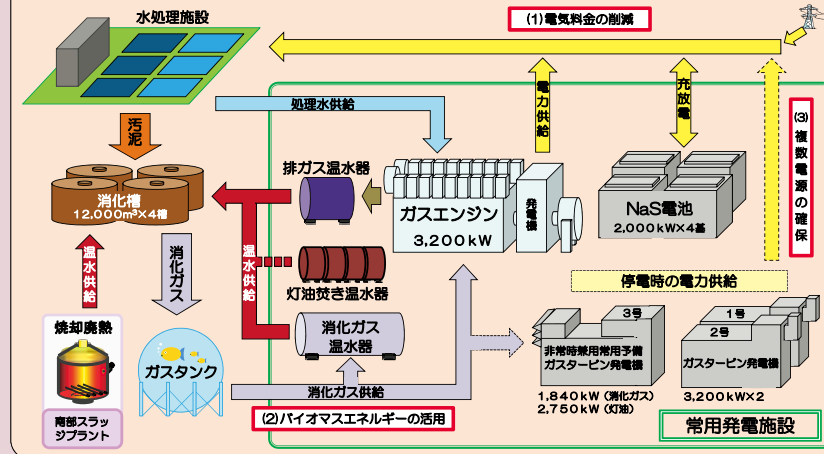 水処理施設
(1)電気料金の削減
処理水供給
電力供給
充放電
(3)複数電源の確保
汚泥
排ガス温水器
ガスエンジン
3,200kW
発電機
NaS電池
2,000kW×4基
消化槽
12,000m³×4槽
温水供給
消化ガス
温水供給
灯油焚き温水器
停電時の電力供給
焼却廃熱
ガスタンク
消化ガス
温水器
3号
非常時兼用常用予備
ガスタービン発電機
1号
2号
ガスタービン発電機
消化ガス供給
1,840kW（消化ガス）
2,750kW（灯油）
3,200kW×2
南部スラッ
ジプラント
(2)バイオマスエネルギーの活用
常用発電施設